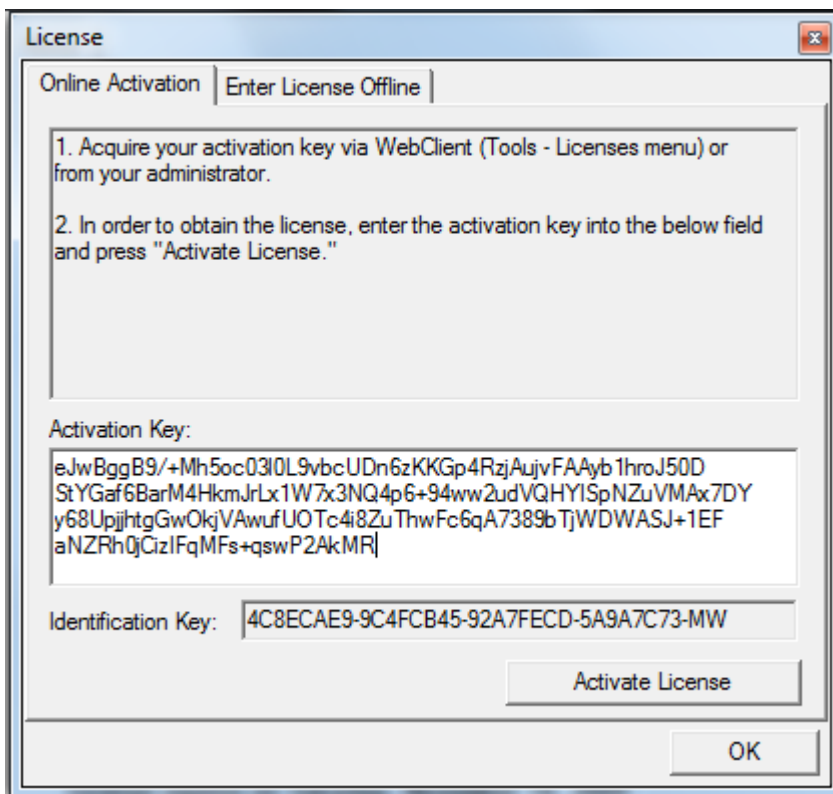 License
Online Activation
Enter License Offline
1. Acquire your activation key via WebClient (Tools - Licenses menu) or
from your administrator.
2. In order to obtain the license, enter the activation key into the below field
and press "Activate License."
Activation Key:
eJwBggB9/+Mh5oc03l0L9vbcUDn6zKKGp4RzjAujvFAAyb1hroJ50D
StYGaf6BarM4HkmJrLx1W7x3NQ4p6+94ww2udVQHYlSpNZuVMAx7DY
y68UpjjhtgGwOkjVAwufUOTc4i8ZuThwFc6qA7389bTjWDWASJ+1EF
aNZRh0jCizlFqMFs+qswP2AkMR
Identification Key:
4C8ECAE9-9C4FCB45-92A7FECD-5A9A7C73-MW
Activate License
OK